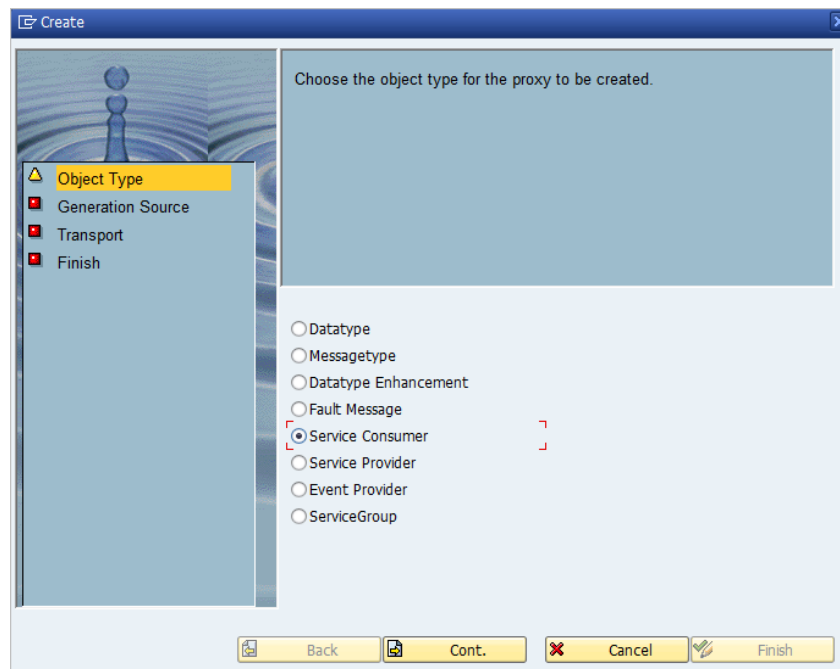 Create
Choose the object type for the proxy to be created.
Object Type
Generation Source
Transport
Finish
Datatype
Messagetype
Datatype Enhancement
Fault Message
Service Consumer
Service Provider
Event Provider
ServiceGroup
Back
Cont.
Cancel
Finish